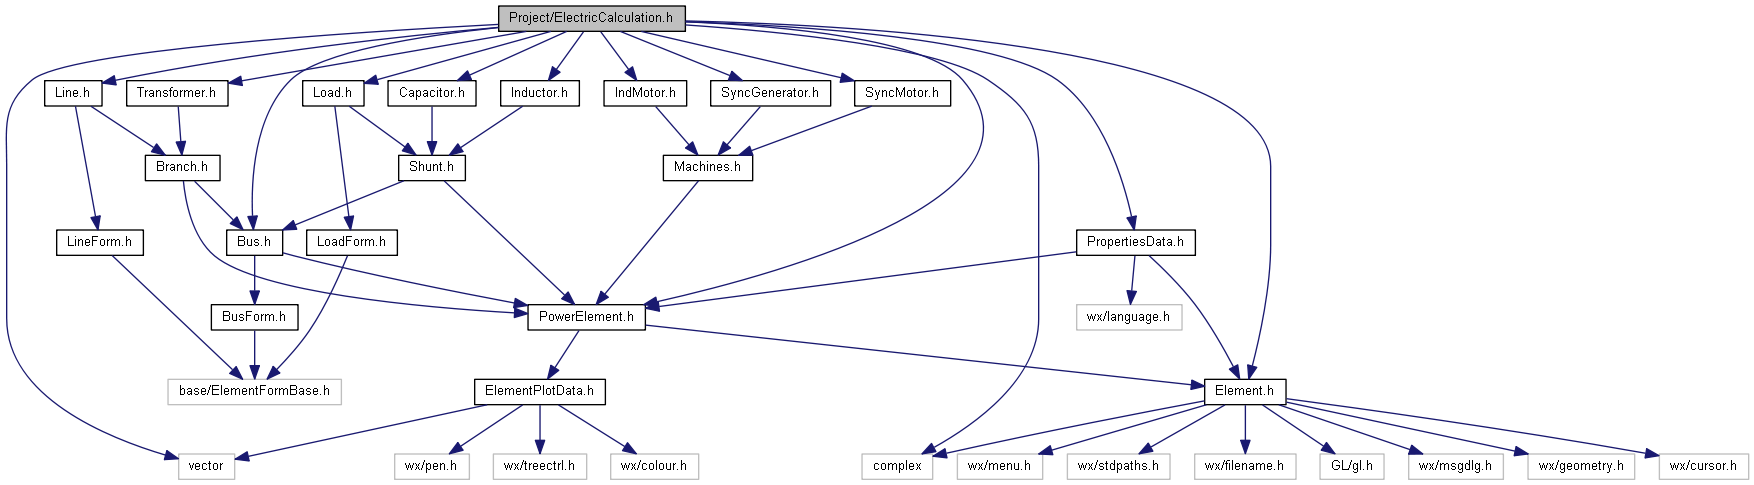 Project/ElectricCalculation.h
Line.h
Transformer.h
Load.h
Capacitor.h
Inductor.h
IndMotor.h
SyncGenerator.h
SyncMotor.h
Branch.h
Shunt.h
Machines.h
LineForm.h
Bus.h
LoadForm.h
PropertiesData.h
BusForm.h
PowerElement.h
wx/language.h
base/ElementFormBase.h
ElementPlotData.h
Element.h
vector
wx/pen.h
wx/treectrl.h
wx/colour.h
complex
wx/menu.h
wx/stdpaths.h
wx/filename.h
GL/gl.h
wx/msgdlg.h
wx/geometry.h
wx/cursor.h